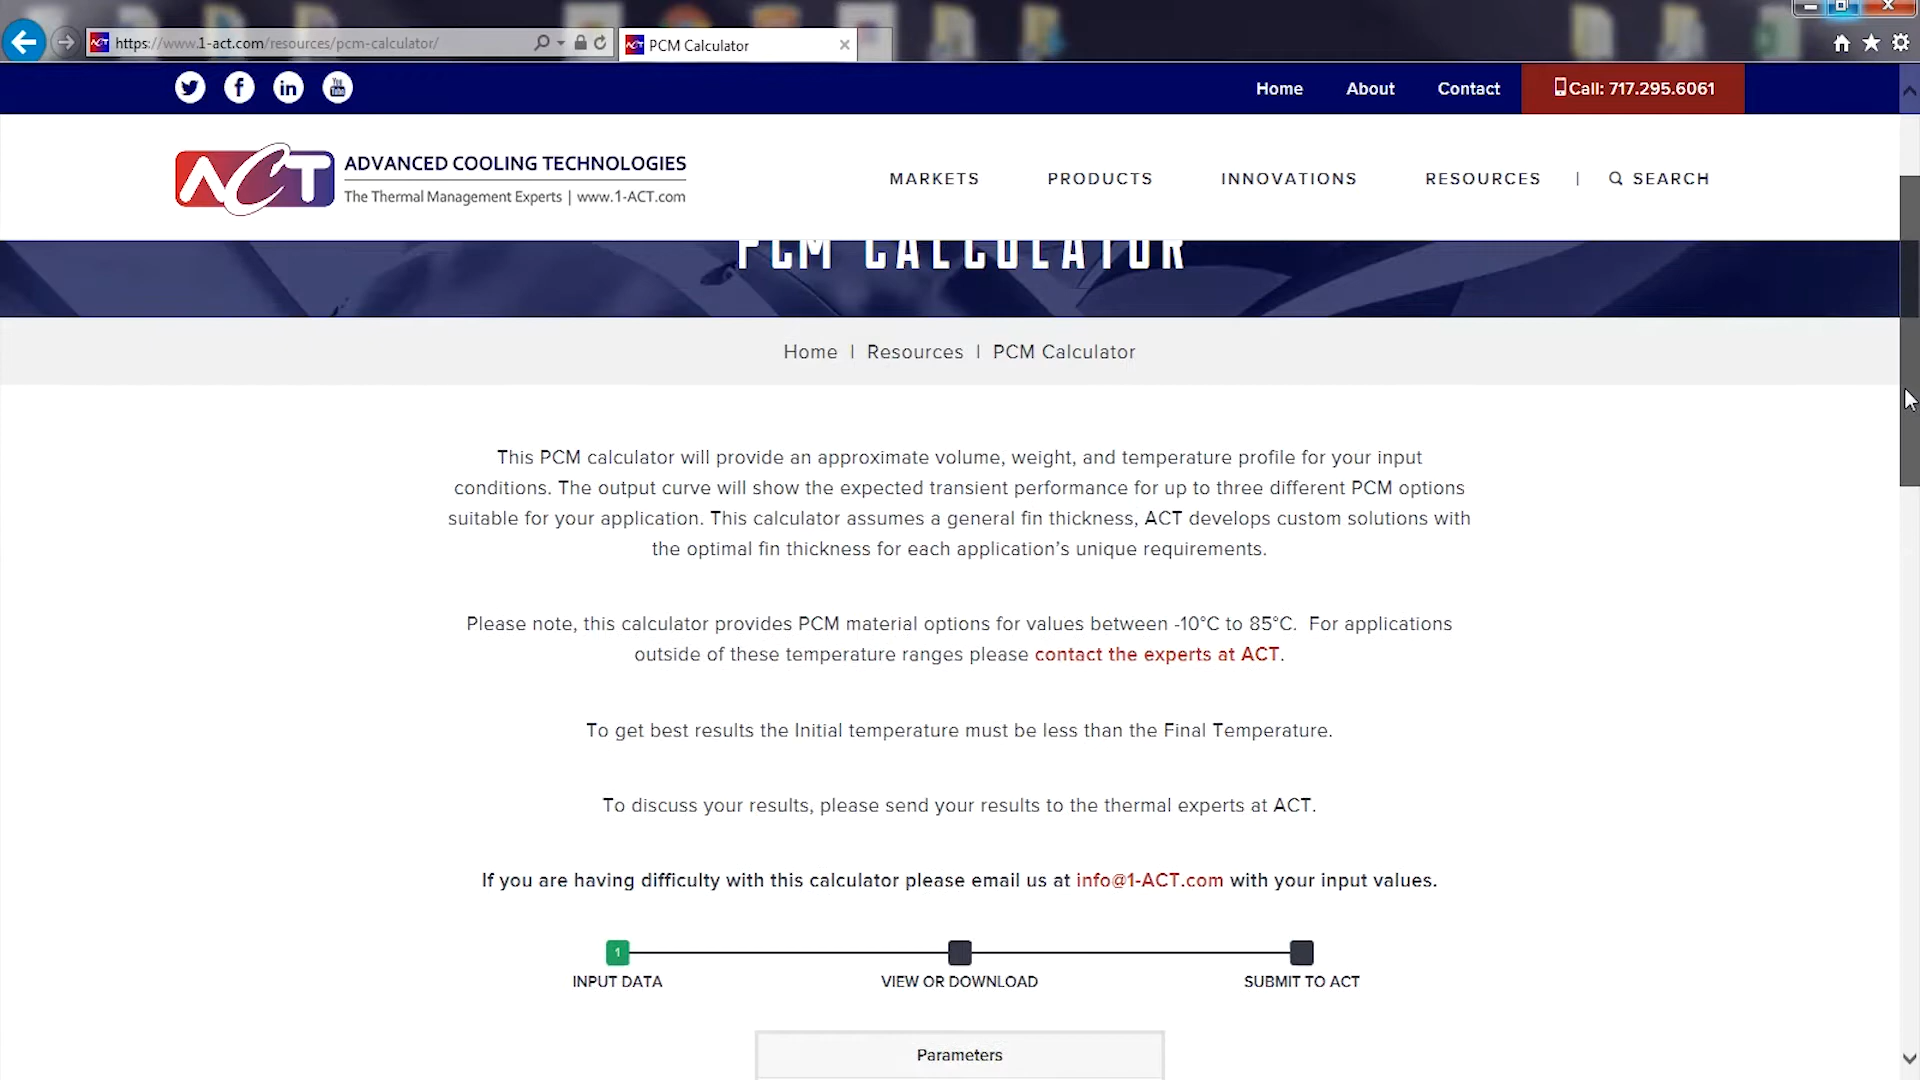 https://www.1-act.com/resources/pcm-calculator/
PCM Calculator
Home
About
Contact
Call: 717.295.6061
ACT
ADVANCED COOLING TECHNOLOGIES
The Thermal Management Experts | www.1-ACT.com
MARKETS
PRODUCTS
INNOVATIONS
RESOURCES
|
SEARCH
PCM CALCULATOR
Home | Resources | PCM Calculator
This PCM calculator will provide an approximate volume, weight, and temperature profile for your input
conditions. The output curve will show the expected transient performance for up to three different PCM options
suitable for your application. This calculator assumes a general fin thickness, ACT develops custom solutions with
the optimal fin thickness for each application’s unique requirements.
Please note, this calculator provides PCM material options for values between -10°C to 85°C. For applications
outside of these temperature ranges please contact the experts at ACT.
To get best results the Initial temperature must be less than the Final Temperature.
To discuss your results, please send your results to the thermal experts at ACT.
If you are having difficulty with this calculator please email us at info@1-ACT.com with your input values.
1
INPUT DATA
VIEW OR DOWNLOAD
SUBMIT TO ACT
Parameters